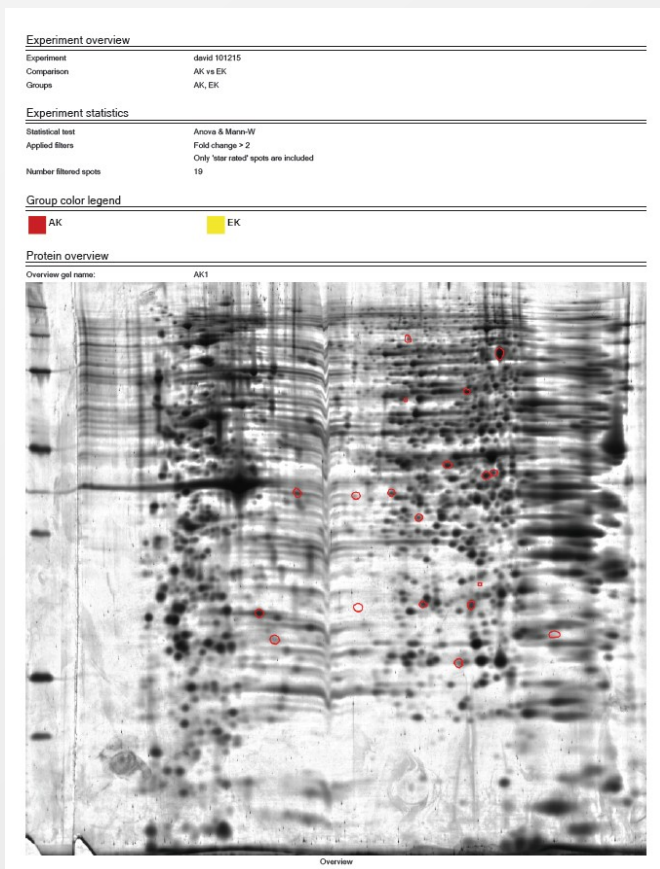 Experiment overview
Experiment david 101215
Comparison AK vs EK
Groups AK, EK
Experiment statistics
Statistical test Anova & Mann-W
Applied filters Fold change > 2
Only 'star rated' spots are included
Number filtered spots 19
Group color legend
AK EK
Protein overview
Overview gel name: AK1
Overview